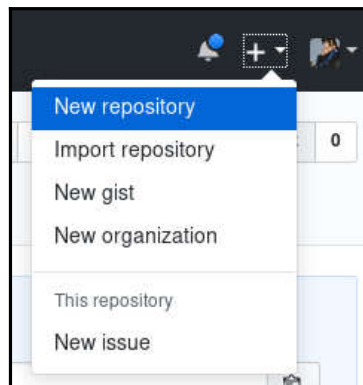 New repository
Import repository
0
New gist
New organization
This repository
New issue